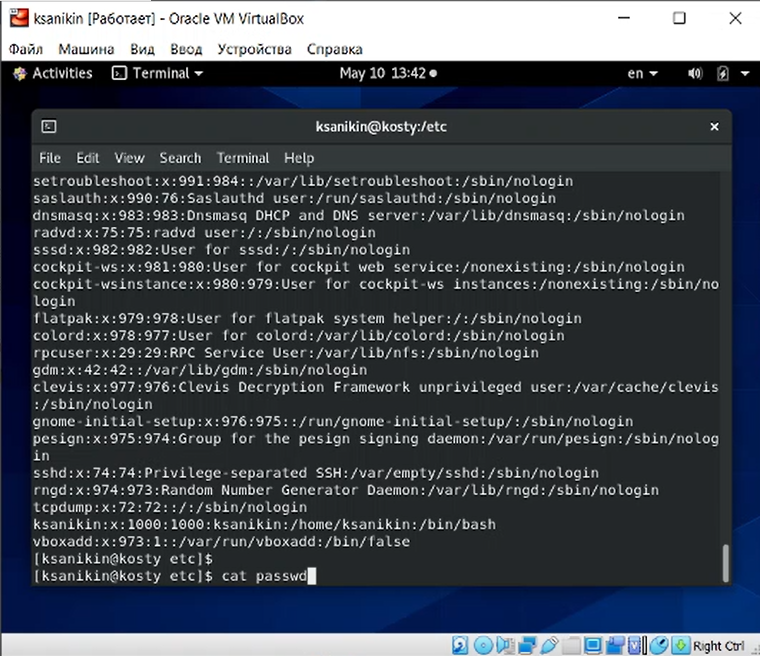 ksanikin [Работает] - Oracle VM VirtualBox
Файл Машина Вид Ввод Устройства Справка
Activities Terminal May 10 13:42 en
ksanikin@kosty:/etc
File Edit View Search Terminal Help
setroubleshoot:x:991:984::/var/lib/setroubleshoot:/sbin/nologin
saslauth:x:990:76:Saslauthd user:/run/saslauthd:/sbin/nologin
dnsmasq:x:983:983:Dnsmasq DHCP and DNS server:/var/lib/dnsmasq:/sbin/nologin
radvd:x:75:75:radvd user:/:/sbin/nologin
sssd:x:982:982:User for sssd:/:/sbin/nologin
cockpit-ws:x:981:980:User for cockpit web service:/nonexisting:/sbin/nologin
cockpit-wsinstance:x:980:979:User for cockpit-ws instances:/nonexisting:/sbin/no
login
flatpak:x:979:978:User for flatpak system helper:/:/sbin/nologin
colord:x:978:977:User for colord:/var/lib/colord:/sbin/nologin
rpcuser:x:29:29:RPC Service User:/var/lib/nfs:/sbin/nologin
gdm:x:42:42::/var/lib/gdm:/sbin/nologin
clevis:x:977:976:Clevis Decryption Framework unprivileged user:/var/cache/clevis
:/sbin/nologin
gnome-initial-setup:x:976:975::/run/gnome-initial-setup/:/sbin/nologin
pesign:x:975:974:Group for the pesign signing daemon:/var/run/pesign:/sbin/nolog
in
sshd:x:74:74:Privilege-separated SSH:/var/empty/sshd:/sbin/nologin
rngd:x:974:973:Random Number Generator Daemon:/var/lib/rngd:/sbin/nologin
tcpdump:x:72:72::/:/sbin/nologin
ksanikin:x:1000:1000:ksanikin:/home/ksanikin:/bin/bash
vboxadd:x:973:1::/var/run/vboxadd:/bin/false
[ksanikin@kosty etc]$
[ksanikin@kosty etc]$ cat passwd
Right Ctrl